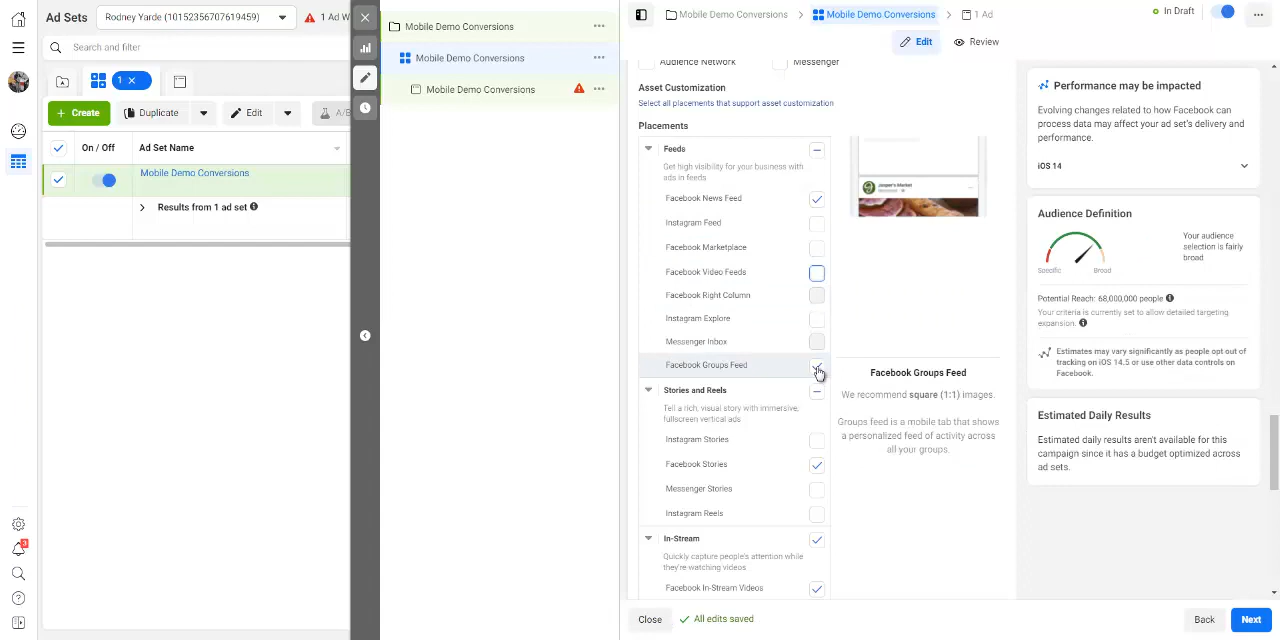 Ad Sets
Rodney Yarde (10152356707619459)
1 Ad W
Search and filter
1
Create
Duplicate
Edit
A/B
On / Off
Ad Set Name
Mobile Demo Conversions
Results from 1 ad set
3
Mobile Demo Conversions
Mobile Demo Conversions
Mobile Demo Conversions
Mobile Demo Conversions
Mobile Demo Conversions
1 Ad
In Draft
Edit
Review
Audience Network
Messenger
Asset Customization
Select all placements that support asset customization
Placements
Feeds
Get high visibility for your business with
ads in feeds
Facebook News Feed
Instagram Feed
Facebook Marketplace
Facebook Video Feeds
Facebook Right Column
Instagram Explore
Messenger Inbox
Facebook Groups Feed
Stories and Reels
Tell a rich, visual story with immersive,
fullscreen vertical ads
Instagram Stories
Facebook Stories
Messenger Stories
Instagram Reels
In-Stream
Quickly capture people's attention while
they're watching videos
Facebook In-Stream Videos
Jasper's Market
Facebook Groups Feed
We recommend square (1:1) images.
Groups feed is a mobile tab that shows
a personalized feed of activity across
all your groups.
Performance may be impacted
Evolving changes related to how Facebook can
process data may affect your ad set's delivery and
performance.
iOS 14
Audience Definition
Specific
Broad
Your audience
selection is fairly
broad
Potential Reach: 68,000,000 people
Your criteria is currently set to allow detailed targeting
expansion.
Estimates may vary significantly as people opt out of
tracking on iOS 14.5 or use other data controls on
Facebook.
Estimated Daily Results
Estimated daily results aren't available for this
campaign since it has a budget optimized across
ad sets.
Close
All edits saved
Back
Next